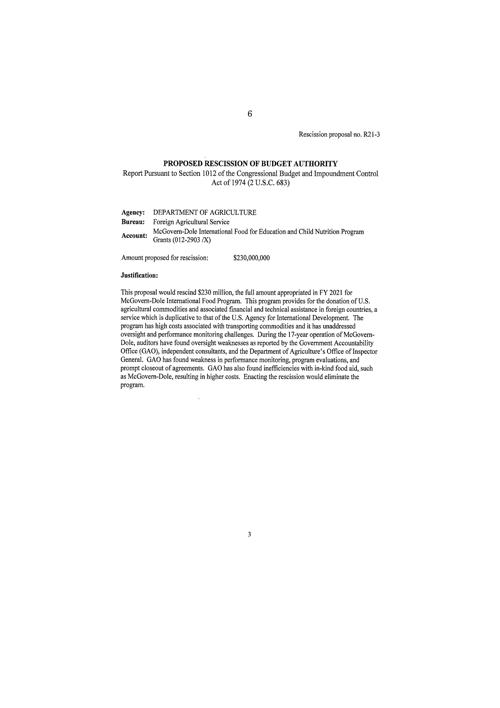 6
Rescission proposal no. R21-3
PROPOSED RESCISSION OF BUDGET AUTHORITY
Report Pursuant to Section 1012 of the Congressional Budget and Impoundment Control
Act of 1974 (2 U.S.C. 683)
Agency: DEPARTMENT OF AGRICULTURE
Bureau: Foreign Agricultural Service
Account: McGovern-Dole International Food for Education and Child Nutrition Program
Grants (012-2903 /X)
Amount proposed for rescission: $230,000,000
Justification:
This proposal would rescind $230 million, the full amount appropriated in FY 2021 for
McGovern-Dole International Food Program. This program provides for the donation of U.S.
agricultural commodities and associated financial and technical assistance in foreign countries, a
service which is duplicative to that of the U.S. Agency for International Development. The
program has high costs associated with transporting commodities and it has unaddressed
oversight and performance monitoring challenges. During the 17-year operation of McGovern-
Dole, auditors have found oversight weaknesses as reported by the Government Accountability
Office (GAO), independent consultants, and the Department of Agriculture's Office of Inspector
General. GAO has found weakness in performance monitoring, program evaluations, and
prompt closeout of agreements. GAO has also found inefficiencies with in-kind food aid, such
as McGovern-Dole, resulting in higher costs. Enacting the rescission would eliminate the
program.
3